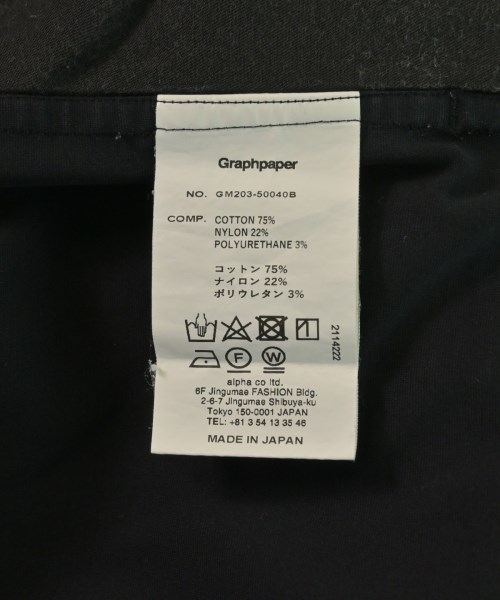 Graphpaper
NO. GM203-50040B
COMP. COTTON 75%
NYLON 22%
POLYURETHANE 3%
コットン 75%
ナイロン 22%
ポリウレタン 3%
2114222
F W
alpha co ltd.
6F Jingumae FASHION Bldg.
2-6-7 Jingumae Shibuya-ku
Tokyo 150-0001 JAPAN
TEL: +81 3 54 13 35 46
MADE IN JAPAN